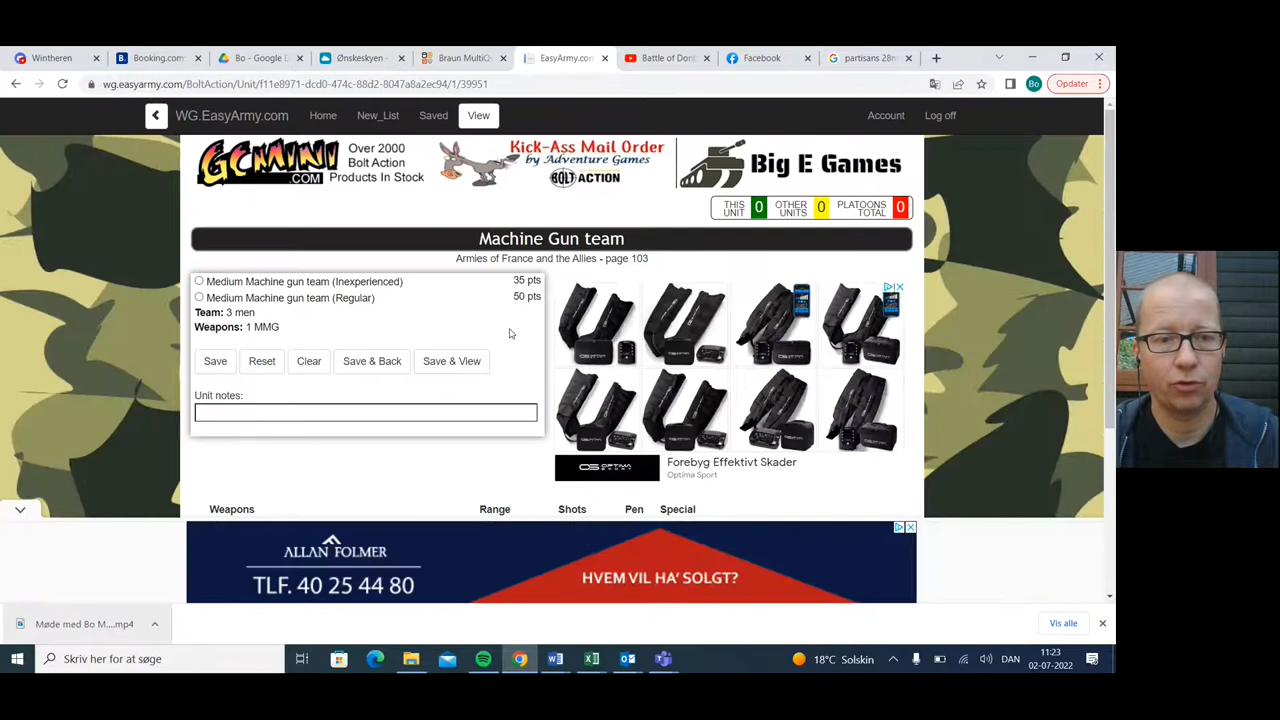 Wintheren
Booking.com:
Bo - Google D
Ønskeskyen -
Braun MultiQu
EasyArmy.com
Battle of Donb
Facebook
partisans 28m
wg.easyarmy.com/BoltAction/Unit/f11e8971-dcd0-474c-88d2-8047a8a2ec94/1/39951
Bo
Opdater
WG.EasyArmy.com
Home
New_List
Saved
View
Account
Log off
GCMINI
.COM
Over 2000
Bolt Action
Products In Stock
Kick-Ass Mail Order
by Adventure Games
BOLT ACTION
Big E Games
THIS UNIT 0 OTHER UNITS 0 PLATOONS TOTAL 0
Machine Gun team
Armies of France and the Allies - page 103
Medium Machine gun team (Inexperienced) 35 pts
Medium Machine gun team (Regular) 50 pts
Team: 3 men
Weapons: 1 MMG
Save
Reset
Clear
Save & Back
Save & View
Unit notes:
OS OPTIMA SPORT
Forebyg Effektivt Skader
Optima Sport
Weapons Range Shots Pen Special
ALLAN FOLMER
TLF. 40 25 44 80
HVEM VIL HA' SOLGT?
Møde med Bo M....mp4
Vis alle
Skriv her for at søge
18°C Solskin
DAN
11:23
02-07-2022